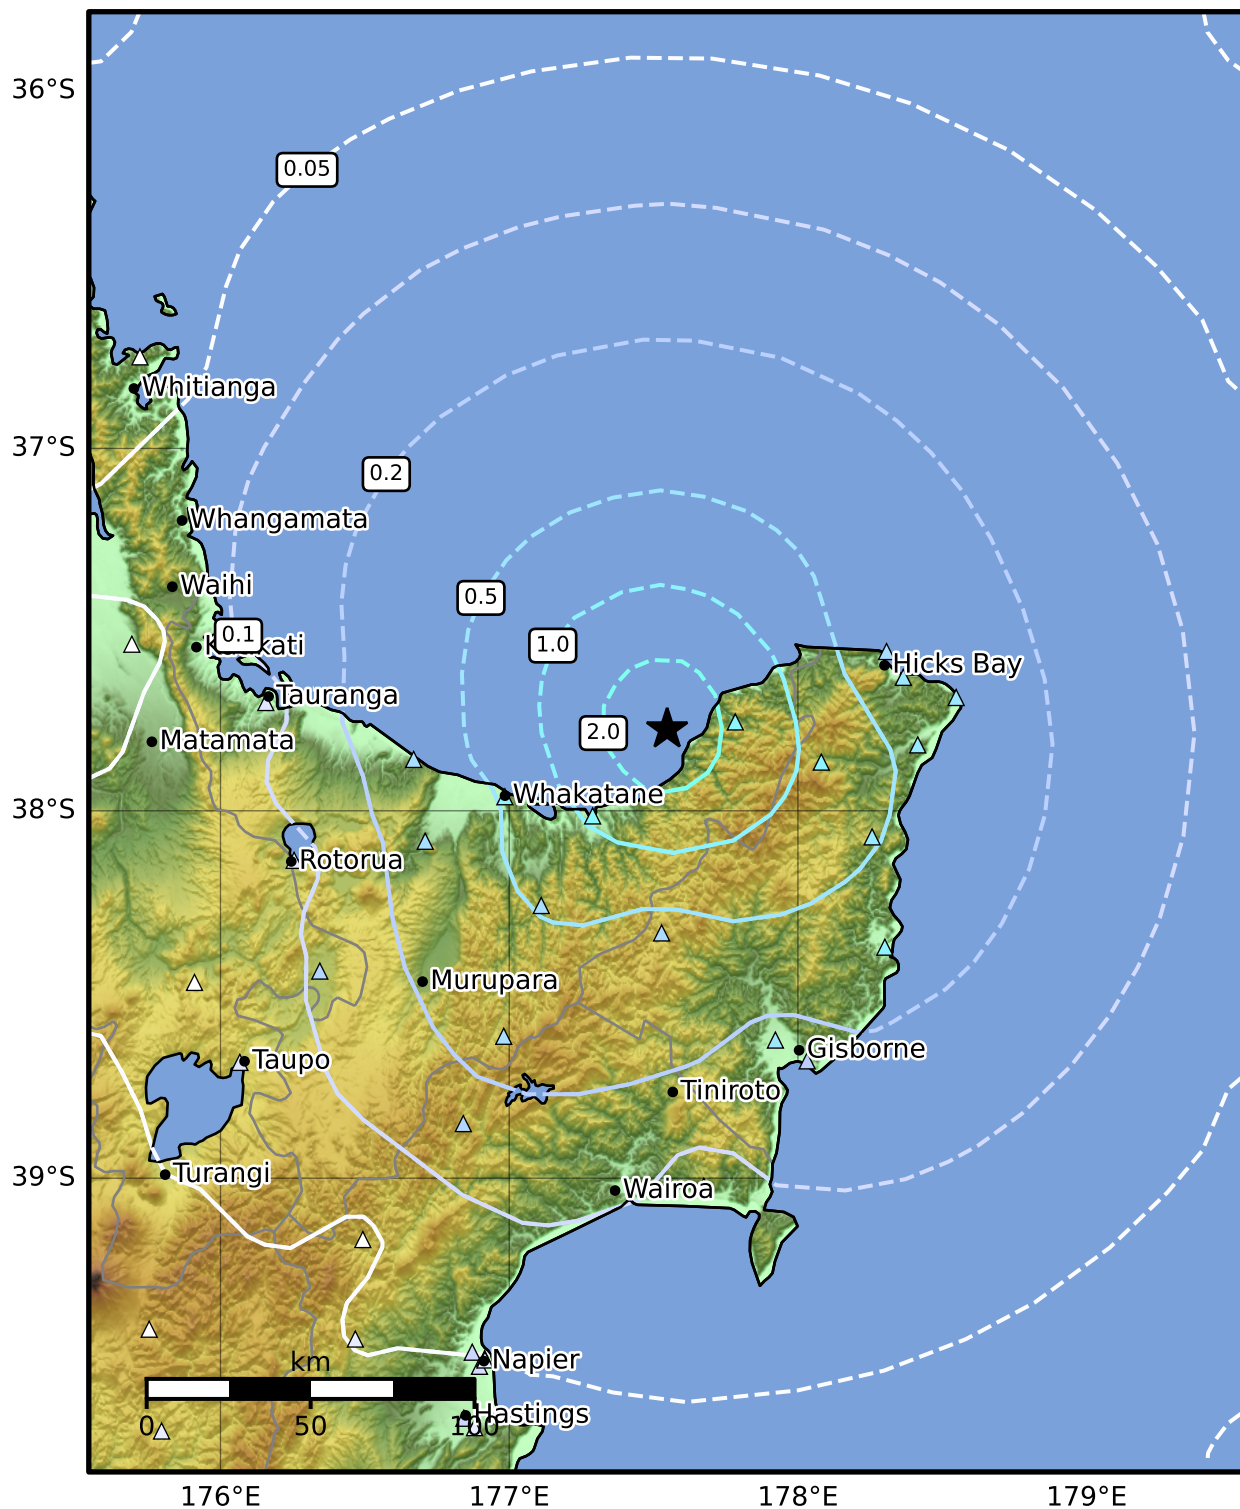 36°S
0.05
Whitianga
37°S
0.2
Whangamata
Waihi
0.5
0.1
1.0
Hicks Bay
Tauranga
2.0
Matamata
Whakatane
38°S
Rotorua
Murupara
Gisborne
Taupo
Tiniroto
39°S
Turangi
Wairoa
km
Napier
Hastings
0 50 100
176°E 177°E 178°E 179°E